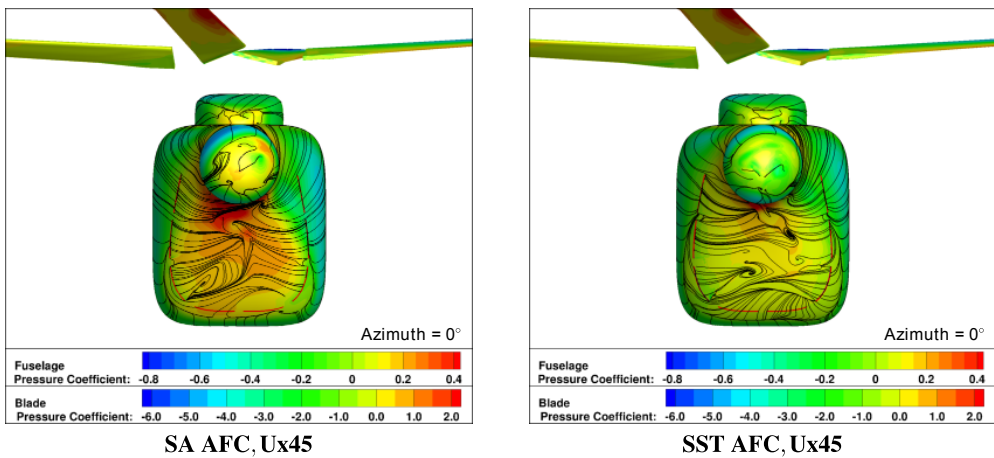 Azimuth = 0°
Fuselage
Pressure Coefficient: -0.8 -0.6 -0.4 -0.2 0 0.2 0.4
Blade
Pressure Coefficient: -6.0 -5.0 -4.0 -3.0 -2.0 -1.0 0.0 1.0 2.0
SA AFC, Ux45
Azimuth = 0°
Fuselage
Pressure Coefficient: -0.8 -0.6 -0.4 -0.2 0 0.2 0.4
Blade
Pressure Coefficient: -6.0 -5.0 -4.0 -3.0 -2.0 -1.0 0.0 1.0 2.0
SST AFC, Ux45